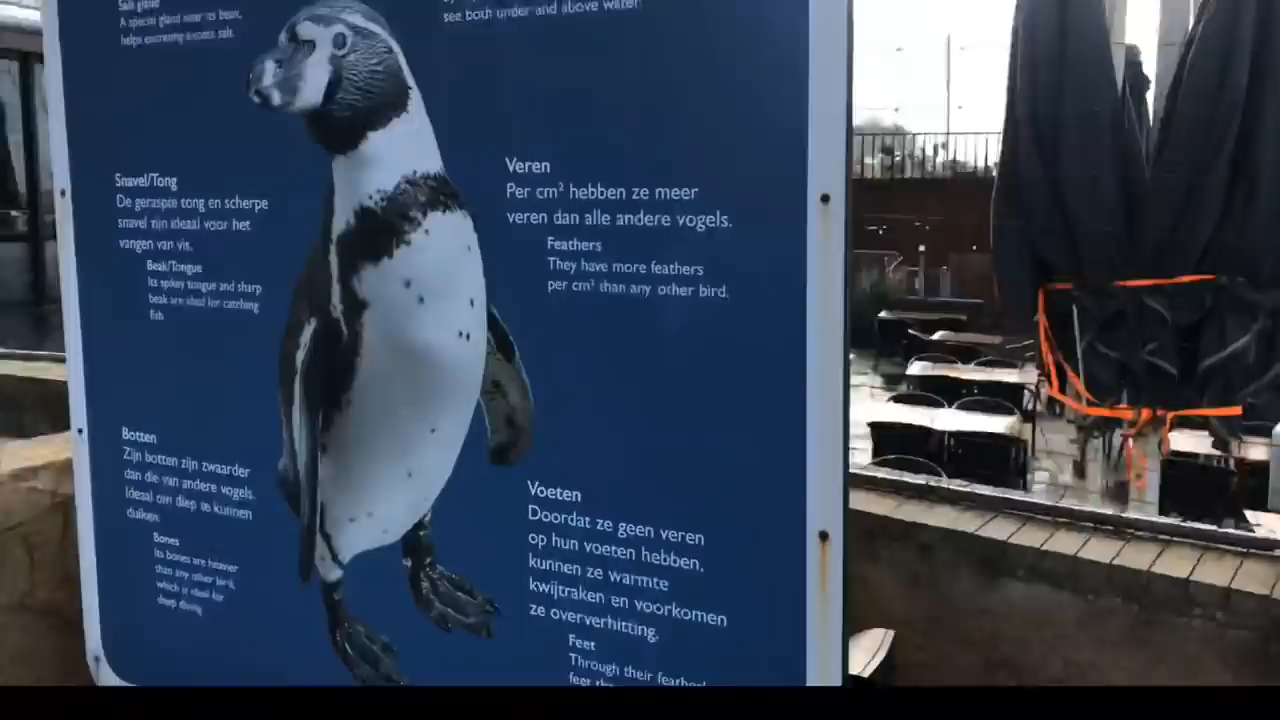 Salt gland
A special gland near its beak,
helps excreting excess salt.
see both under and above water.
Snavel/Tong
De geraspte tong en scherpe
snavel zijn ideaal voor het
vangen van vis.
Beak/Tongue
Its spikey tongue and sharp
beak are ideal for catching
fish
Veren
Per cm² hebben ze meer
veren dan alle andere vogels.
Feathers
They have more feathers
per cm² than any other bird.
Botten
Zijn botten zijn zwaarder
dan die van andere vogels.
Ideaal om diep te kunnen
duiken.
Bones
Its bones are heavier
than any other bird,
which is ideal for
deep diving
Voeten
Doordat ze geen veren
op hun voeten hebben,
kunnen ze warmte
kwijtraken en voorkomen
ze oververhitting.
Feet
Through their
feet